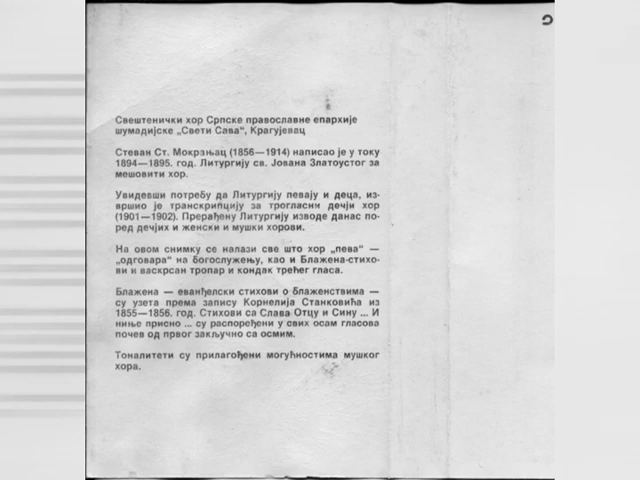 Свештенички хор Српске православне епархије
шумадијске „Свети Сава“, Крагујевац
Стеван Ст. Мокрањац (1856—1914) написао је у току
1894—1895. год. Литургију св. Јована Златоустог за
мешовити хор.
Увидевши потребу да Литургију певају и деца, из-
вршио је транскрипцију за трогласни дечји хор
(1901—1902). Прерађену Литургију изводе данас по-
ред дечјих и женски и мушки хорови.
На овом снимку се налази све што хор „пева“ —
„одговара“ на богослужењу, као и Блажена-стихо-
ви и васкрсан тропар и кондак трећег гласа.
Блажена — еванђелски стихови о блаженствима —
су узета према запису Корнелија Станковића из
1855—1856. год. Стихови са Слава Отцу и Сину ... И
ниње присно ... су распоређени у свих осам гласова
почев од првог закључно са осмим.
Тоналитети су прилагођени могућностима мушког
хора.